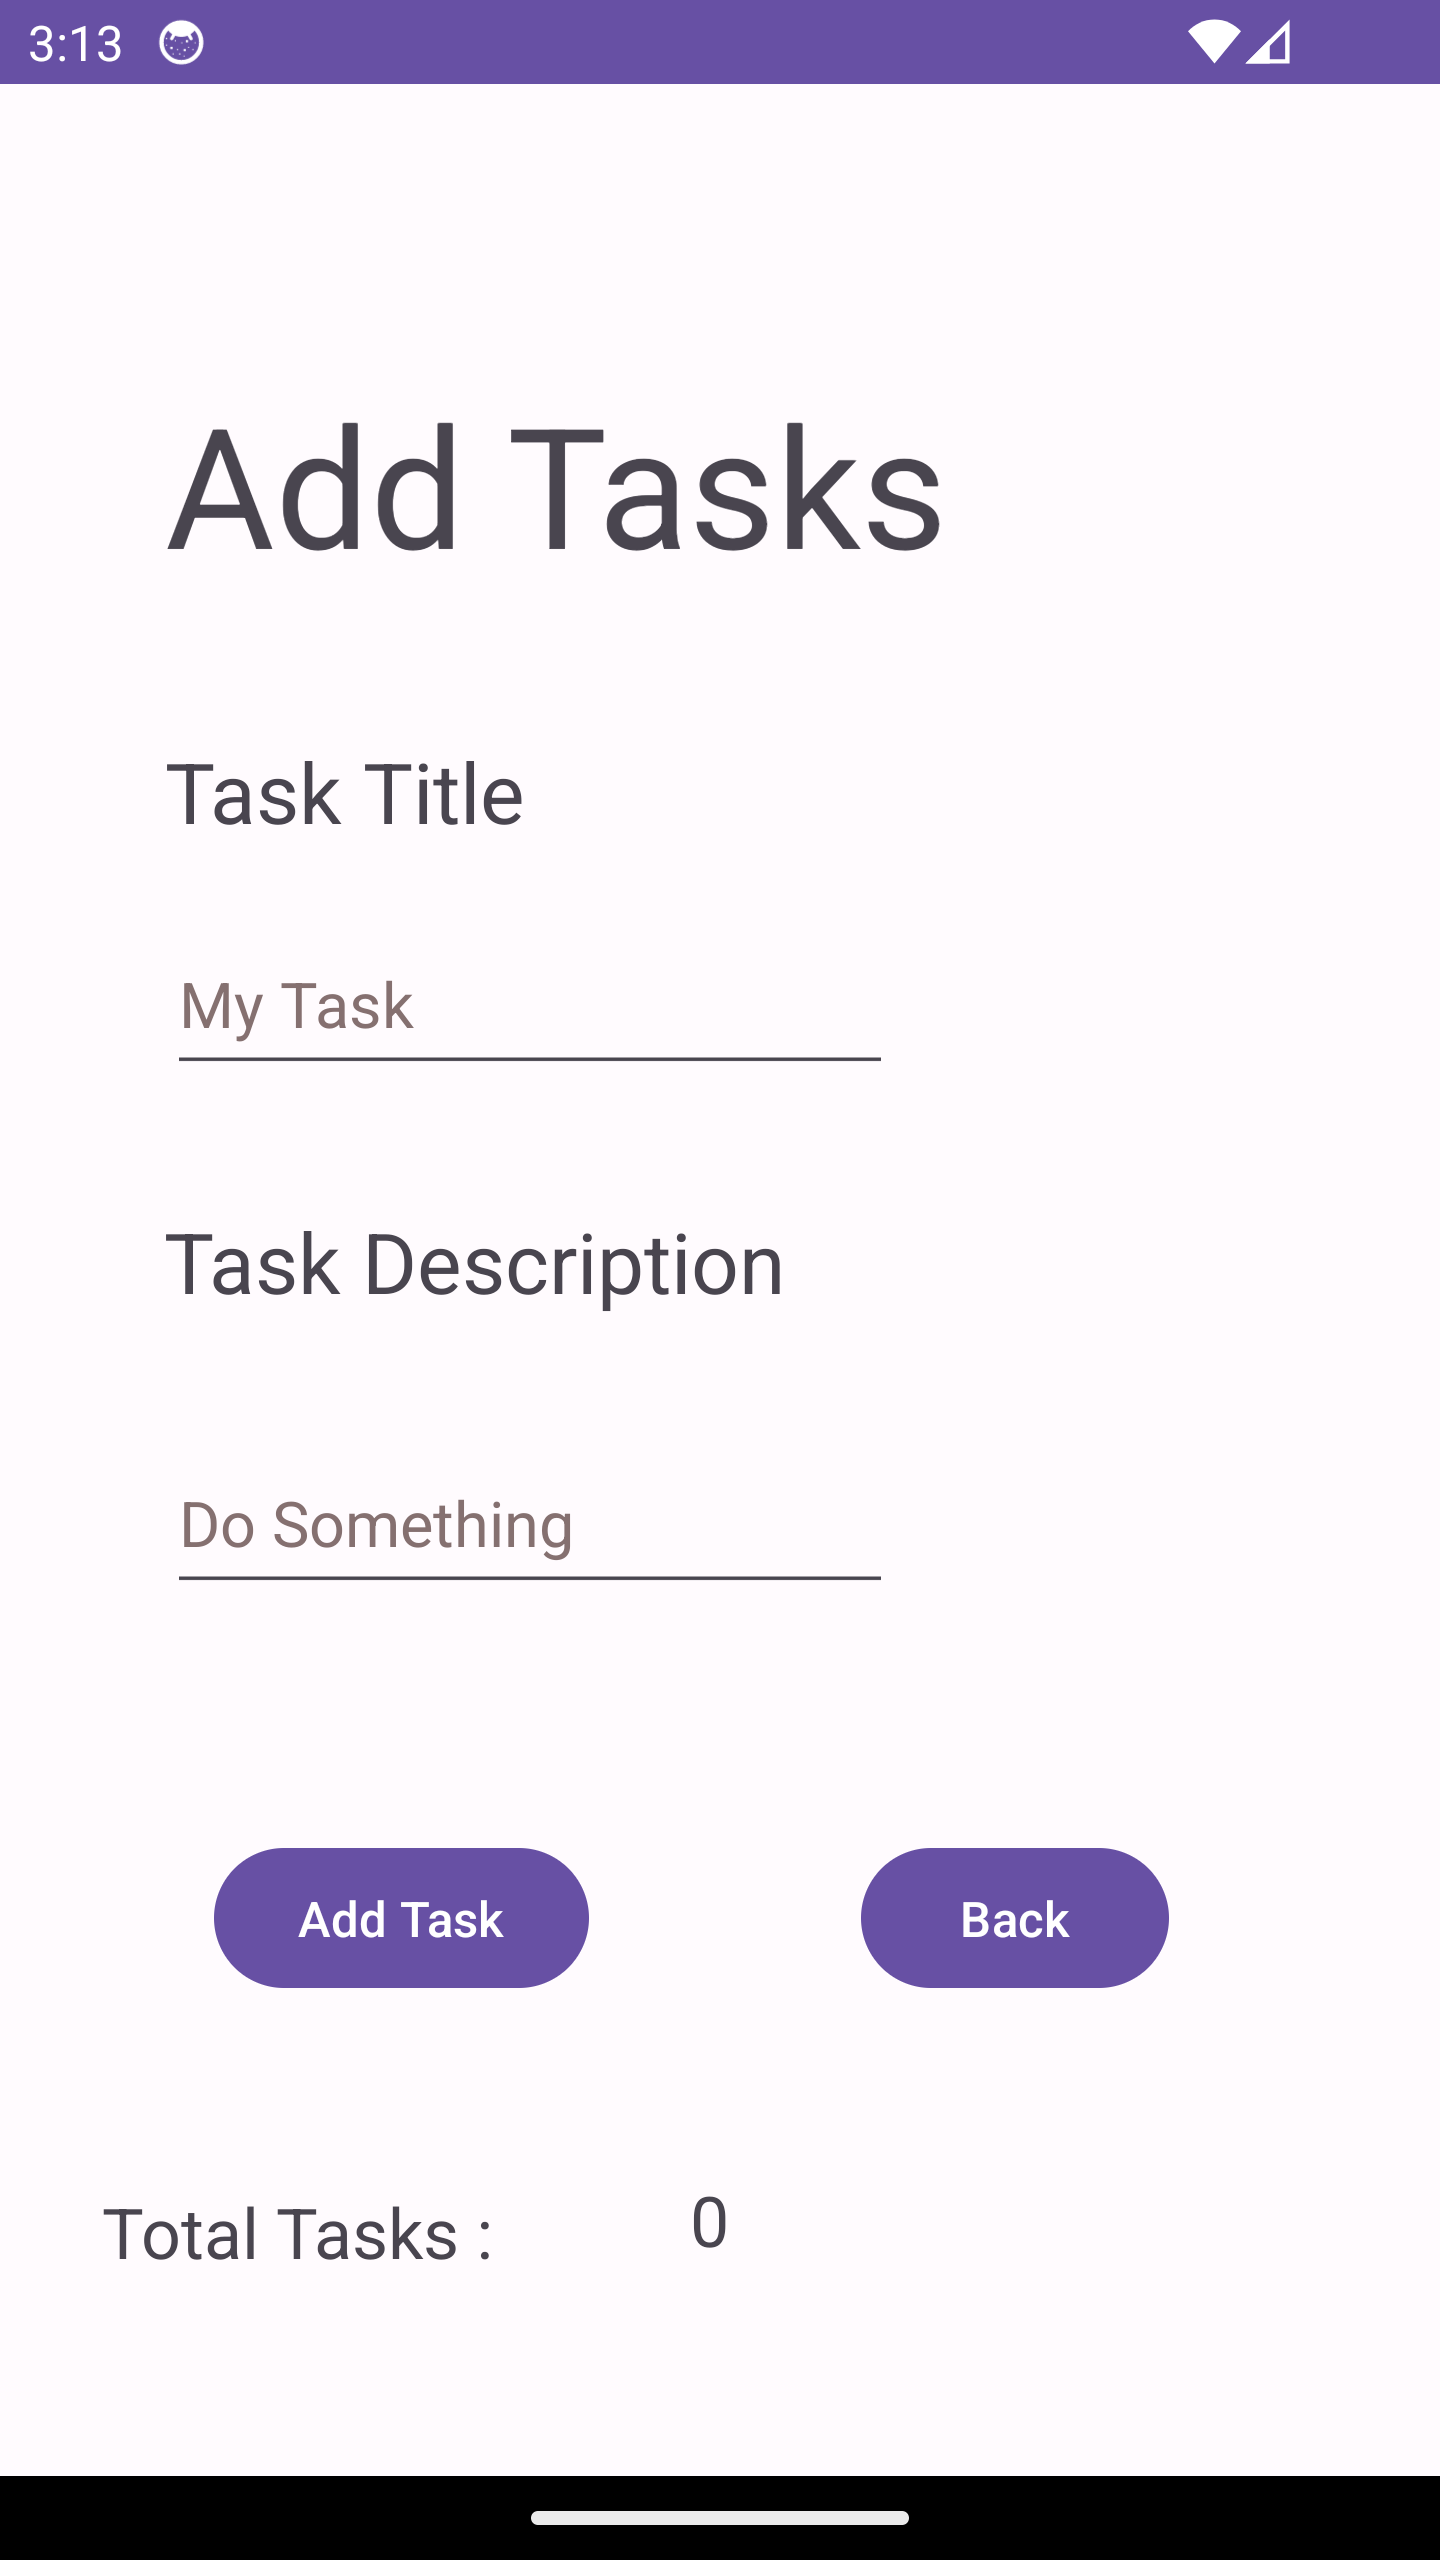 3:13
Add Tasks
Task Title
My Task
Task Description
Do Something
Add Task
Back
Total Tasks :
0